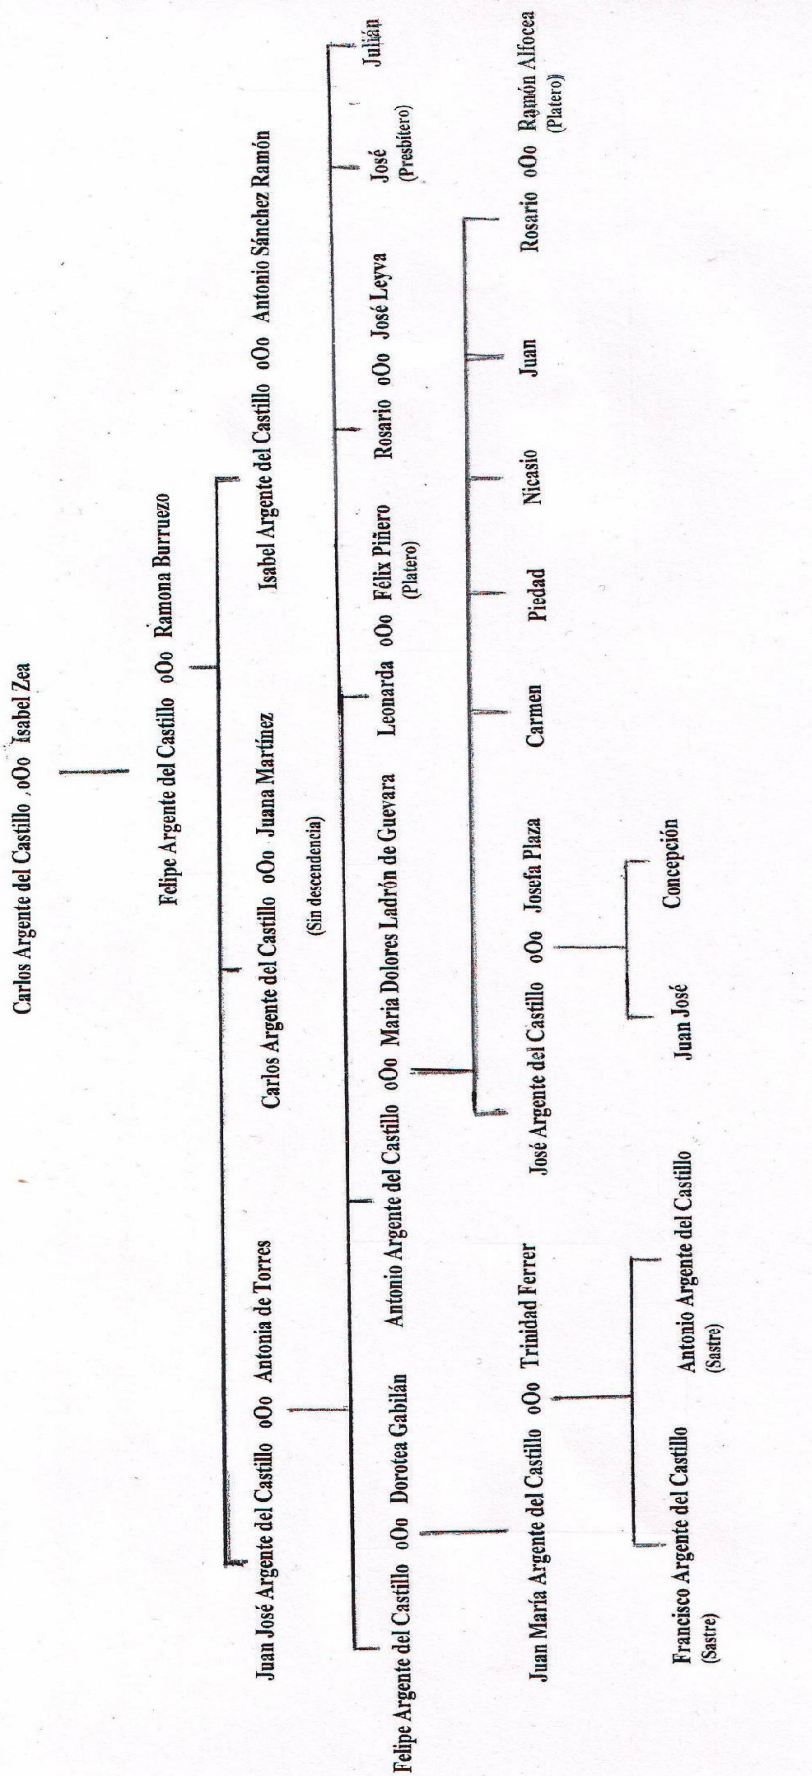 Carlos Argente del Castillo oOo Isabel Zea
Felipe Argente del Castillo oOo Ramona Burruezo
Juan José Argente del Castillo oOo Antonia de Torres
Carlos Argente del Castillo oOo Juana Martínez
Isabel Argente del Castillo oOo Antonio Sánchez Ramón
(Sin descendencia)
Felipe Argente del Castillo oOo Dorotea Gabilán
Antonio Argente del Castillo oOo Maria Dolores Ladrón de Guevara
Leonarda oOo Félix Piñero
(Platero)
Rosario oOo José Leyva
José
(Presbítero)
Julián
Juan María Argente del Castillo oOo Trinidad Ferrer
José Argente del Castillo oOo Josefa Plaza
Carmen
Piedad
Nicasio
Juan
Rosario oOo Ramón Alfocea
(Platero)
Francisco Argente del Castillo
(Sastre)
Antonio Argente del Castillo
(Sastre)
Juan José
Concepción